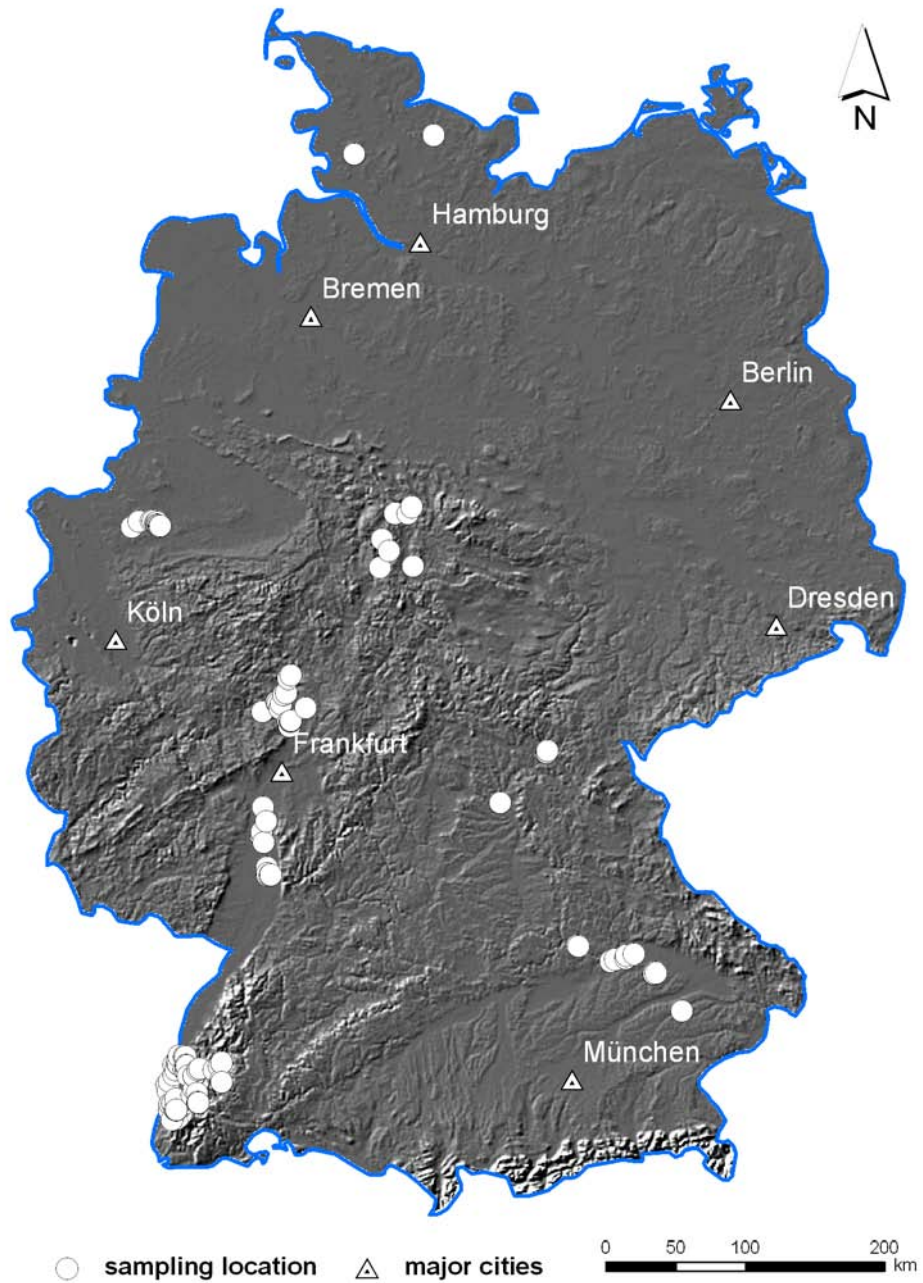 N
Hamburg
Bremen
Berlin
Köln
Dresden
Frankfurt
München
sampling location
major cities
0 50 100 200
km